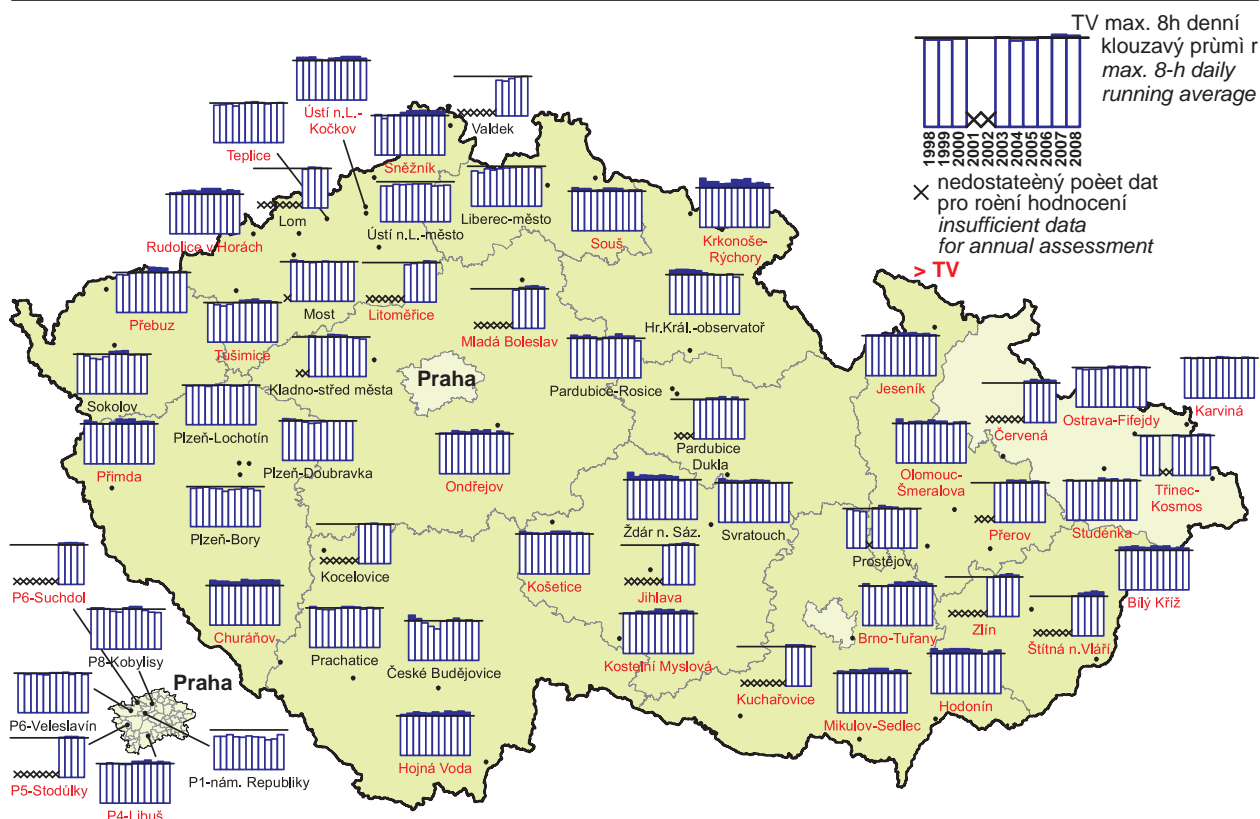 TV max. 8h denní
klouzavý prùmì r
max. 8-h daily
running average
1998
1999
2000
2001
2002
2003
2004
2005
2006
2007
2008
× nedostateèný poèet dat
pro roèní hodnocení
insufficient data
for annual assessment
> TV
Ústí n.L.-
Kočkov
Teplice
Sněžník
Valdek
Lom
Rudolice v Horách
Ústí n.L.-město
Liberec-město
Souš
Krkonoše-
Rýchory
Přebuz
Tušimice
Most
Litoměřice
Mladá Boleslav
Hr.Král.-observatoř
Sokolov
Kladno-střed města
Praha
Pardubice-Rosice
Jeseník
Plzeň-Lochotín
Přimda
Plzeň-Doubravka
Ondřejov
Pardubice
Dukla
Olomouc-
Šmeralova
Červená
Ostrava-Fifejdy
Karviná
Třinec-
Kosmos
Plzeň-Bory
Ždár n. Sáz.
Svratouch
Prostějov
Přerov
Studénka
P6-Suchdol
Kocelovice
Košetice
Jihlava
Bílý Kříž
Churáňov
Prachatice
České Budějovice
Kostelní Myslová
Brno-Tuřany
Zlín
Štítná n.Vláří
P8-Kobylisy
Praha
P6-Veleslavín
Kuchařovice
Mikulov-Sedlec
Hodonín
P5-Stodůlky
P1-nám. Republiky
Hojná Voda
P4-Libuš